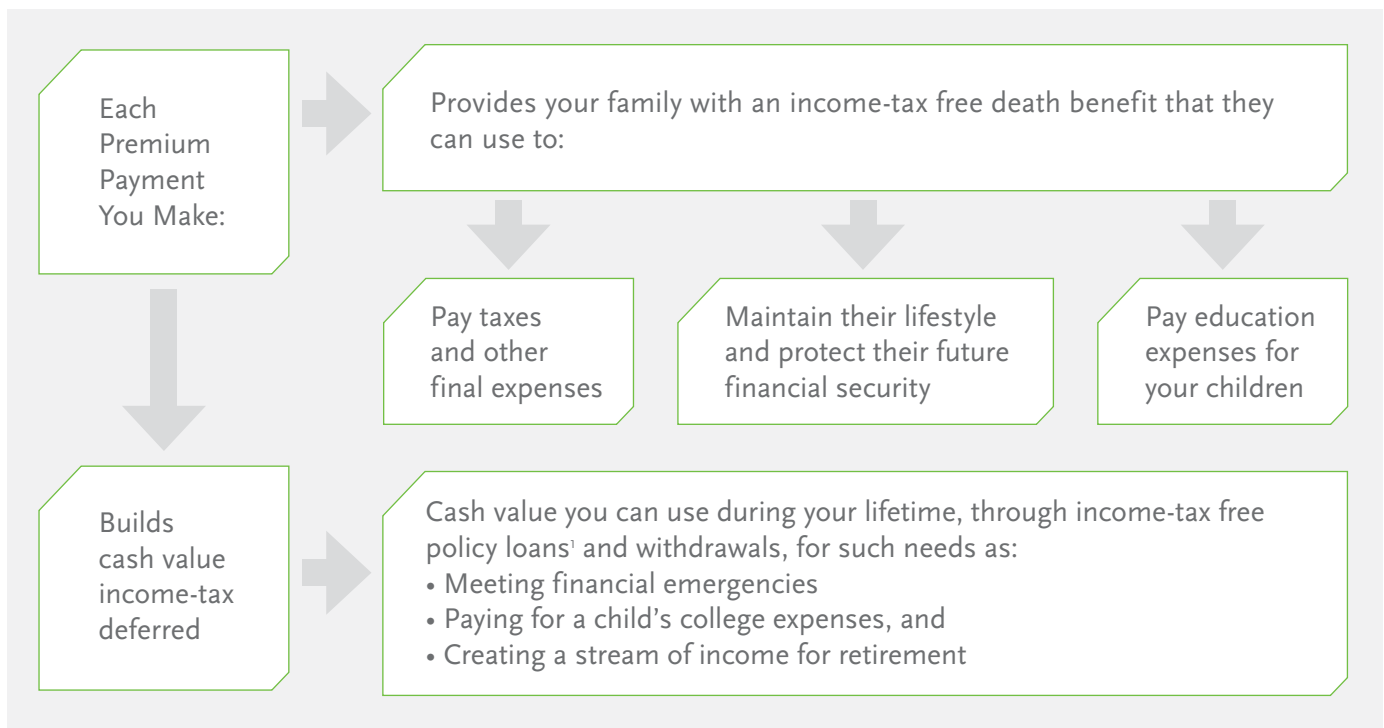 Each
Premium
Payment
You Make:
Provides your family with an income-tax free death benefit that they
can use to:
Pay taxes
and other
final expenses
Maintain their lifestyle
and protect their future
financial security
Pay education
expenses for
your children
Builds
cash value
income-tax
deferred
Cash value you can use during your lifetime, through income-tax free
policy loans¹ and withdrawals, for such needs as:
• Meeting financial emergencies
• Paying for a child’s college expenses, and
• Creating a stream of income for retirement